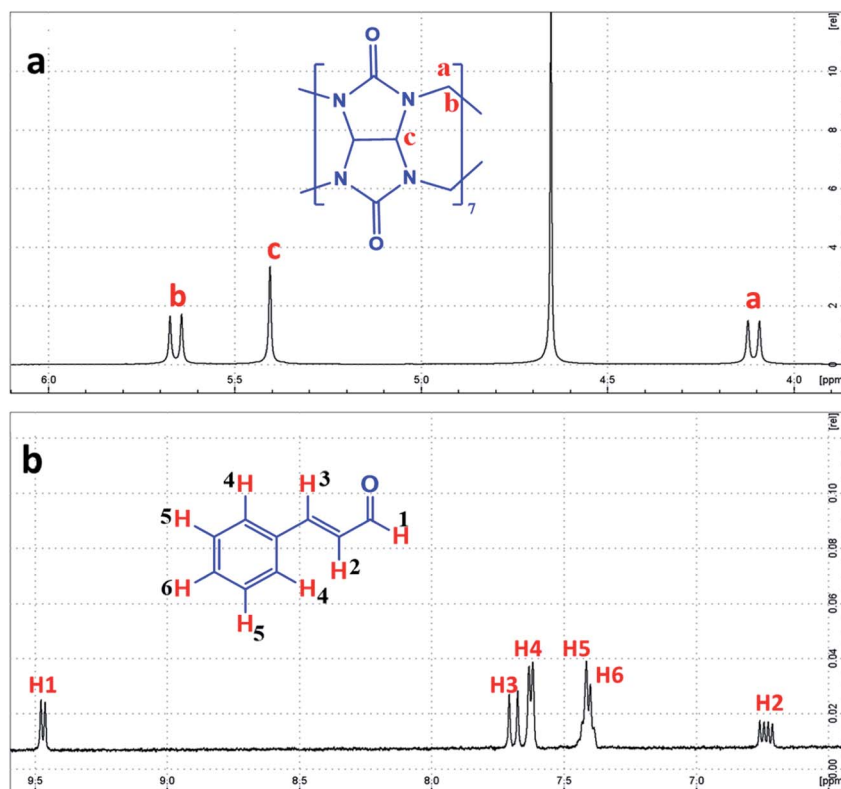 a
[rel]
10
8
6
4
2
0
O
a
N N
b
c
N N
7
O
b
c
a
6.0 5.5 5.0 4.5 4.0 [ppm
b
[rel]
0.10
0.08
0.06
0.04
0.02
0.00
4 H H 3 O
5 H 1
H
H 2
6 H H 4
H 5
H1
H3
H4
H5
H6
H2
9.5 9.0 8.5 8.0 7.5 7.0 [ppm